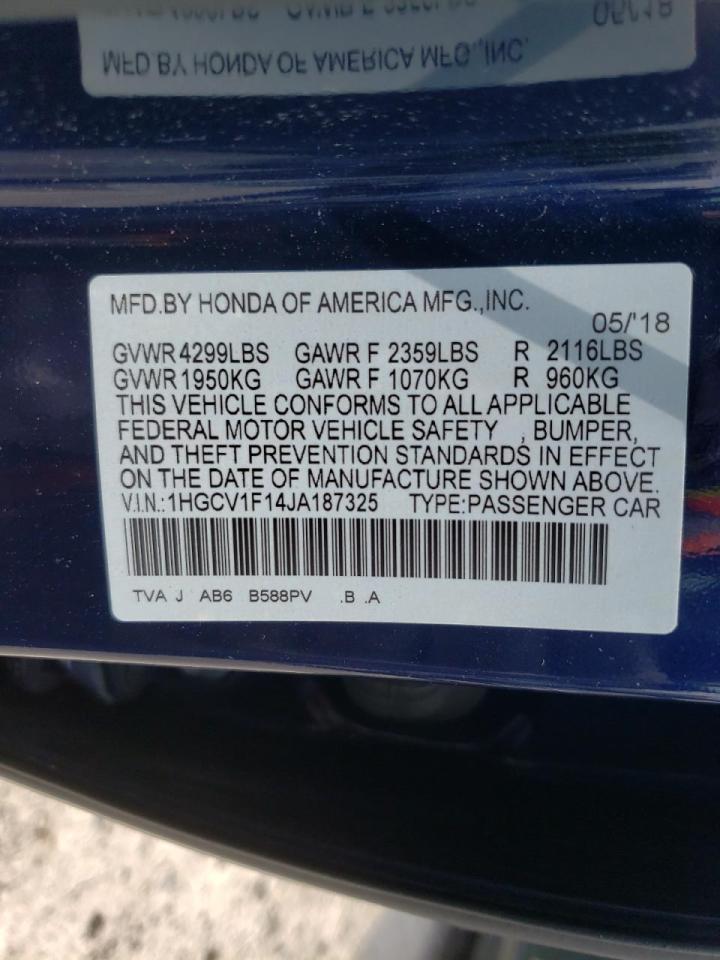 MFD BY HONDA OF AMERICA MFG.,INC.
05/'18
MFD.BY HONDA OF AMERICA MFG.,INC.
05/'18
GVWR 4299LBS GAWR F 2359LBS R 2116LBS
GVWR 1950KG GAWR F 1070KG R 960KG
THIS VEHICLE CONFORMS TO ALL APPLICABLE
FEDERAL MOTOR VEHICLE SAFETY , BUMPER,
AND THEFT PREVENTION STANDARDS IN EFFECT
ON THE DATE OF MANUFACTURE SHOWN ABOVE.
V.I.N.:1HGCV1F14JA187325 TYPE:PASSENGER CAR
TVA J AB6 B588PV .B .A